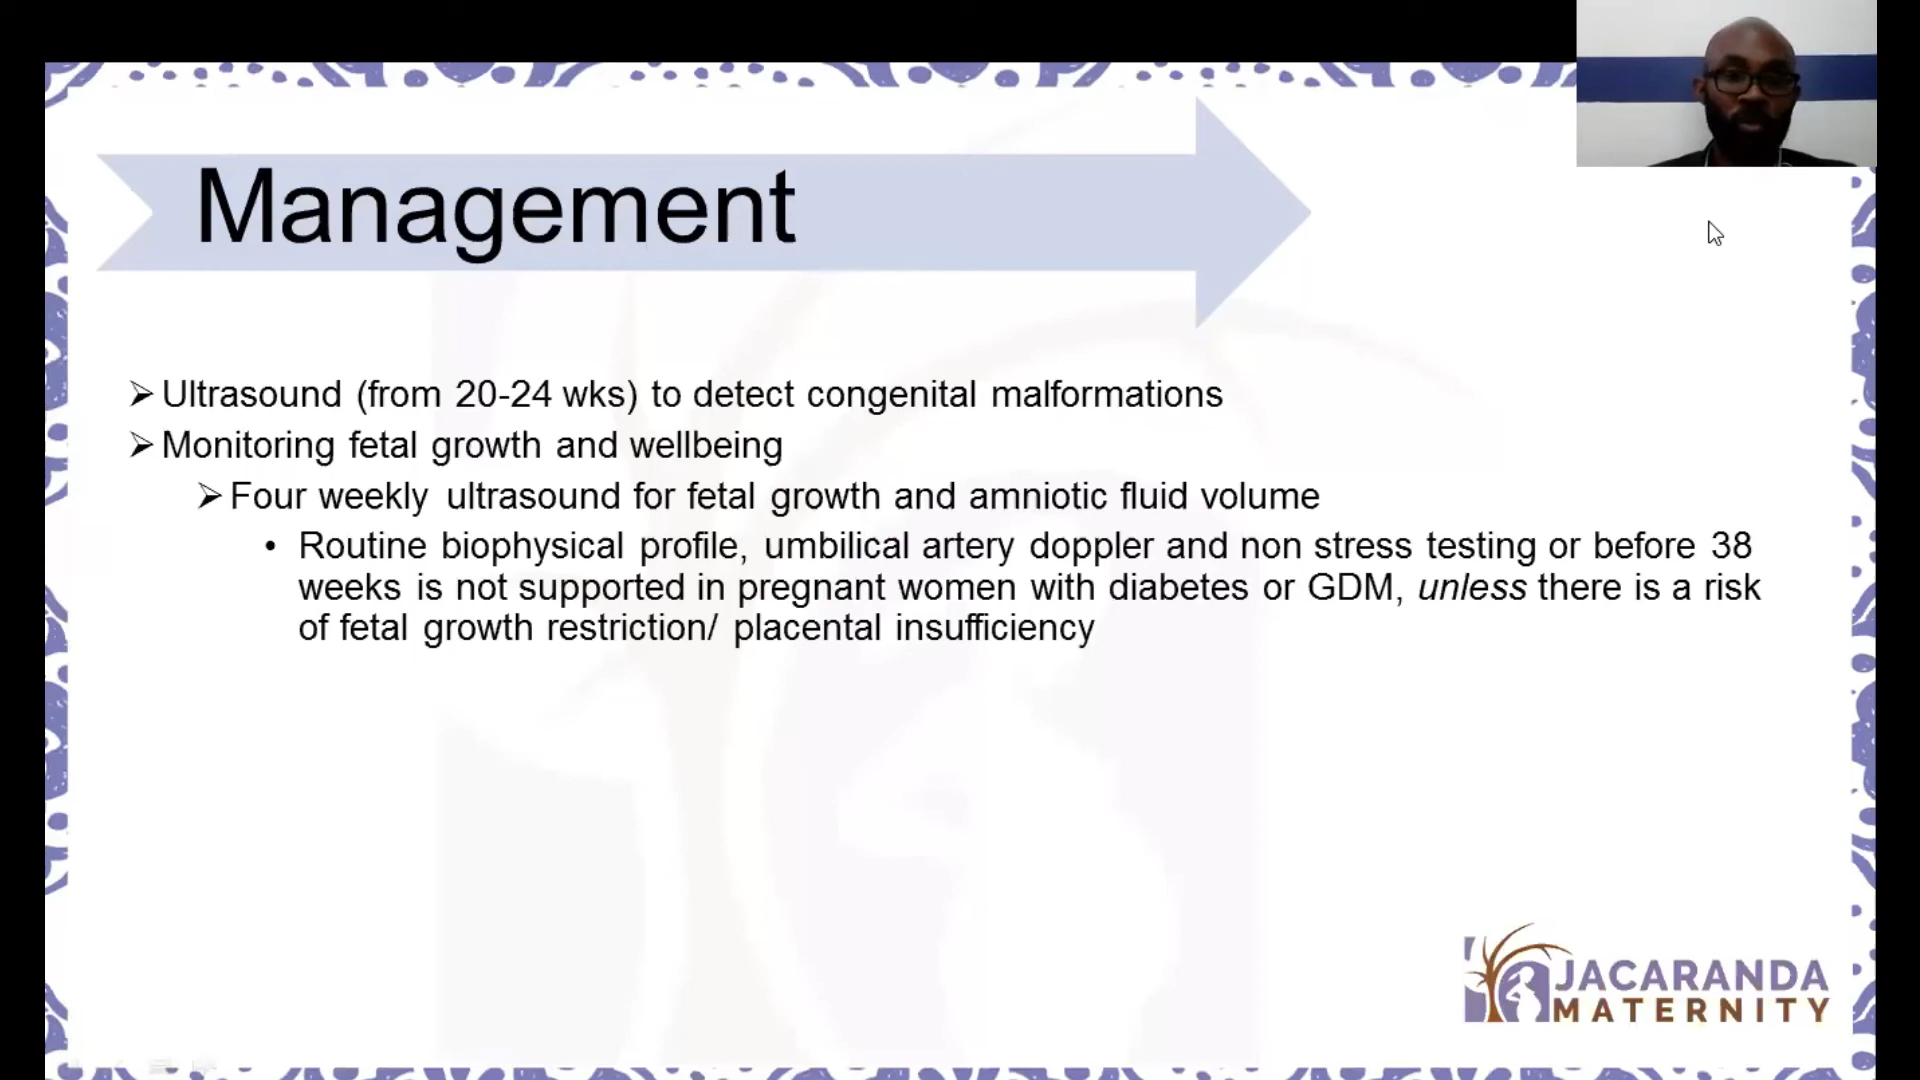 Management
➢ Ultrasound (from 20-24 wks) to detect congenital malformations
➢ Monitoring fetal growth and wellbeing
➢ Four weekly ultrasound for fetal growth and amniotic fluid volume
• Routine biophysical profile, umbilical artery doppler and non stress testing or before 38
weeks is not supported in pregnant women with diabetes or GDM, unless there is a risk
of fetal growth restriction/ placental insufficiency
JACARANDA
MATERNITY